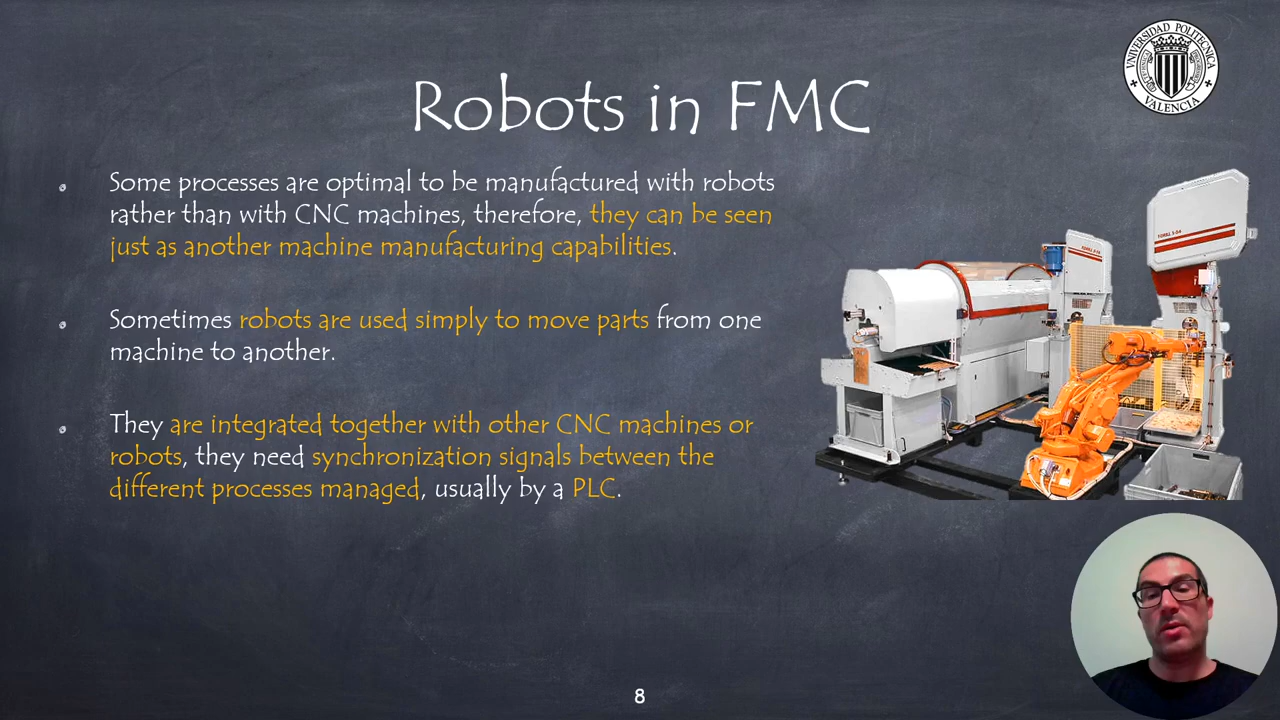 UNIVERSIDAD POLITECNICA
VALENCIA
Robots in FMC
Some processes are optimal to be manufactured with robots
rather than with CNC machines, therefore, they can be seen
just as another machine manufacturing capabilities.
Sometimes robots are used simply to move parts from one
machine to another.
They are integrated together with other CNC machines or
robots, they need synchronization signals between the
different processes managed, usually by a PLC.
8